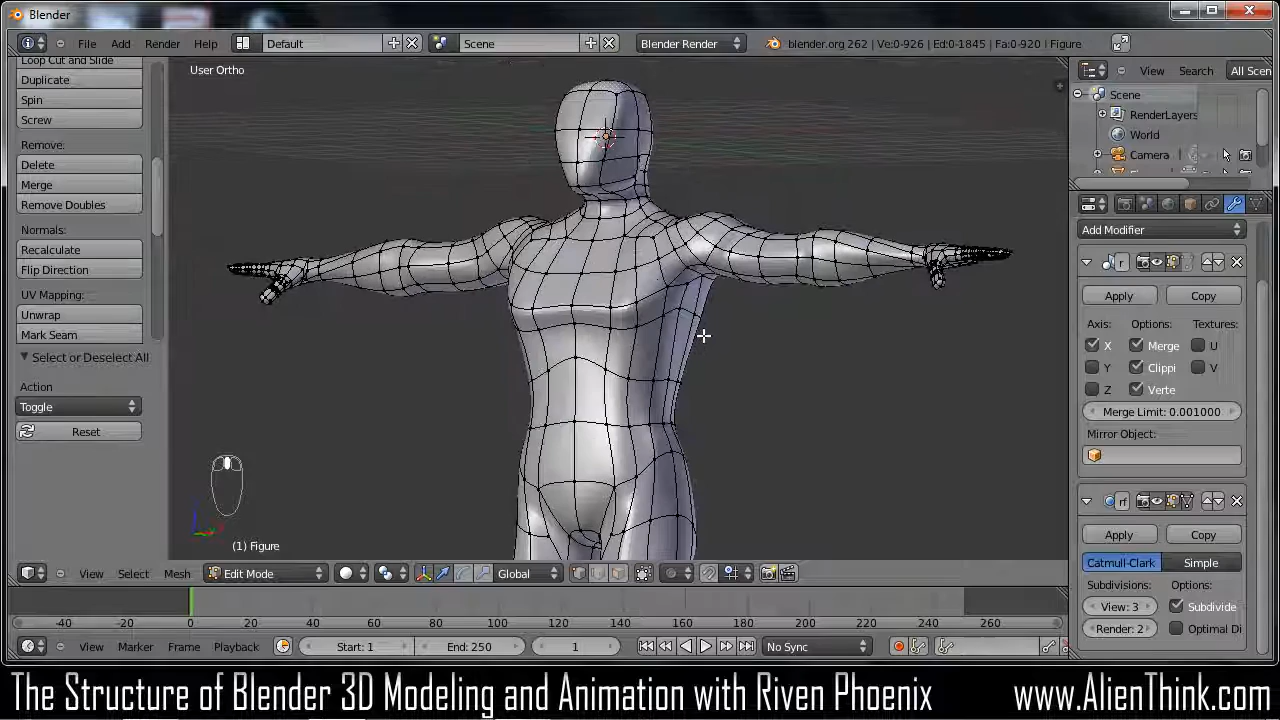 Blender
File Add Render Help Default Scene Blender Render blender.org 262 | Ve:0-926 | Ed:0-1845 | Fa:0-920 | Figure
Loop Cut and Slide
Duplicate
Spin
Screw
Remove:
Delete
Merge
Remove Doubles
Normals:
Recalculate
Flip Direction
UV Mapping:
Unwrap
Mark Seam
Select or Deselect All
Action
Toggle
Reset
User Ortho
(1) Figure
View Select Mesh Edit Mode Global
View Search All Scen
Scene
RenderLayers
World
Camera
Add Modifier
Apply Copy
Axis: Options: Textures:
X Merge U
Y Clippi V
Z Verte
Merge Limit: 0.001000
Mirror Object:
rf
Apply Copy
Catmull-Clark Simple
Subdivisions: Options:
View: 3 Subdivide
Render: 2 Optimal Di
-40 -20 0 20 40 60 80 100 120 140 160 180 200 220 240 260
View Marker Frame Playback Start: 1 End: 250 1 No Sync
The Structure of Blender 3D Modeling and Animation with Riven Phoenix www.AlienThink.com